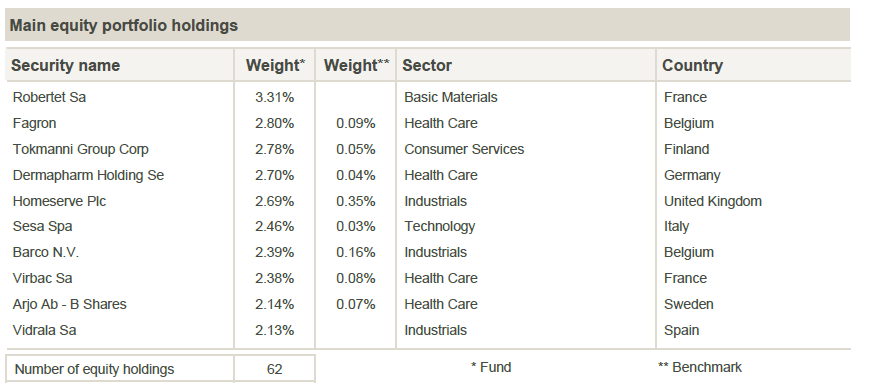 Main equity portfolio holdings
Security name Weight* Weight** Sector Country
Robertet Sa 3.31% Basic Materials France
Fagron 2.80% 0.09% Health Care Belgium
Tokmanni Group Corp 2.78% 0.05% Consumer Services Finland
Dermapharm Holding Se 2.70% 0.04% Health Care Germany
Homeserve Plc 2.69% 0.35% Industrials United Kingdom
Sesa Spa 2.46% 0.03% Technology Italy
Barco N.V. 2.39% 0.16% Industrials Belgium
Virbac Sa 2.38% 0.08% Health Care France
Arjo Ab - B Shares 2.14% 0.07% Health Care Sweden
Vidrala Sa 2.13% Industrials Spain
Number of equity holdings 62 * Fund ** Benchmark